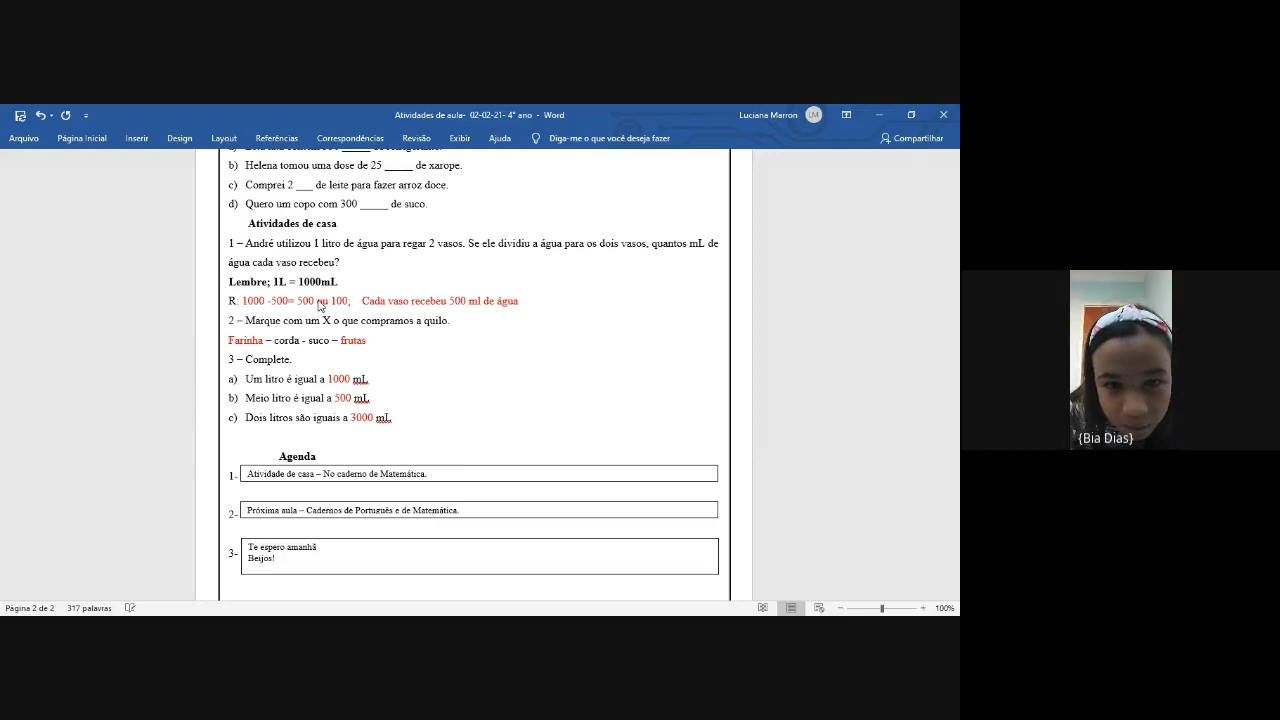 Atividades de aula- 02-02-21- 4° ano - Word
Luciana Marron
LM
Arquivo Página Inicial Inserir Design Layout Referências Correspondências Revisão Exibir Ajuda Diga-me o que você deseja fazer Compartilhar
b) Helena tomou uma dose de 25 _____ de xarope.
c) Comprei 2 ___ de leite para fazer arroz doce.
d) Quero um copo com 300 _____ de suco.
Atividades de casa
1 – André utilizou 1 litro de água para regar 2 vasos. Se ele dividiu a água para os dois vasos, quantos mL de
água cada vaso recebeu?
Lembre; 1L = 1000mL
R: 1000 -500= 500 ou 100; Cada vaso recebeu 500 ml de água
2 – Marque com um X o que compramos a quilo.
Farinha – corda - suco – frutas
3 – Complete.
a) Um litro é igual a 1000 mL
b) Meio litro é igual a 500 mL
c) Dois litros são iguais a 3000 mL
Agenda
1- Atividade de casa – No caderno de Matemática.
2- Próxima aula – Cadernos de Português e de Matemática.
3- Te espero amanhã
Beijos!
Página 2 de 2 317 palavras 100%
{Bia Dias}